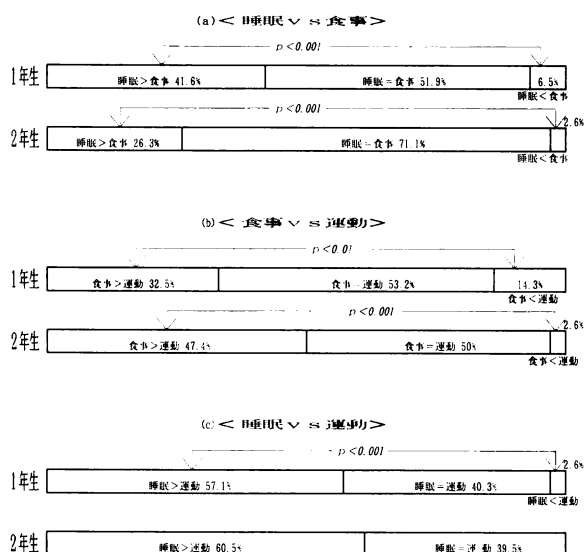 (a)＜ 睡眠ｖｓ食事＞
p<0.001
1年生 睡眠>食事 41.6% 睡眠=食事 51.9% 6.5%
睡眠<食事
p<0.001
2.6%
2年生 睡眠>食事 26.3% 睡眠=食事 71.1%
睡眠<食事
(b)＜ 食事ｖｓ運動＞
p<0.01
1年生 食事>運動 32.5% 食事=運動 53.2% 14.3%
食事<運動
p<0.001
2.6%
2年生 食事>運動 47.4% 食事=運動 50%
食事<運動
(c)＜ 睡眠ｖｓ運動＞
p<0.001
2.6%
1年生 睡眠>運動 57.1% 睡眠=運動 40.3%
睡眠<運動
2年生 睡眠>運動 60.5% 睡眠=運動 39.5%